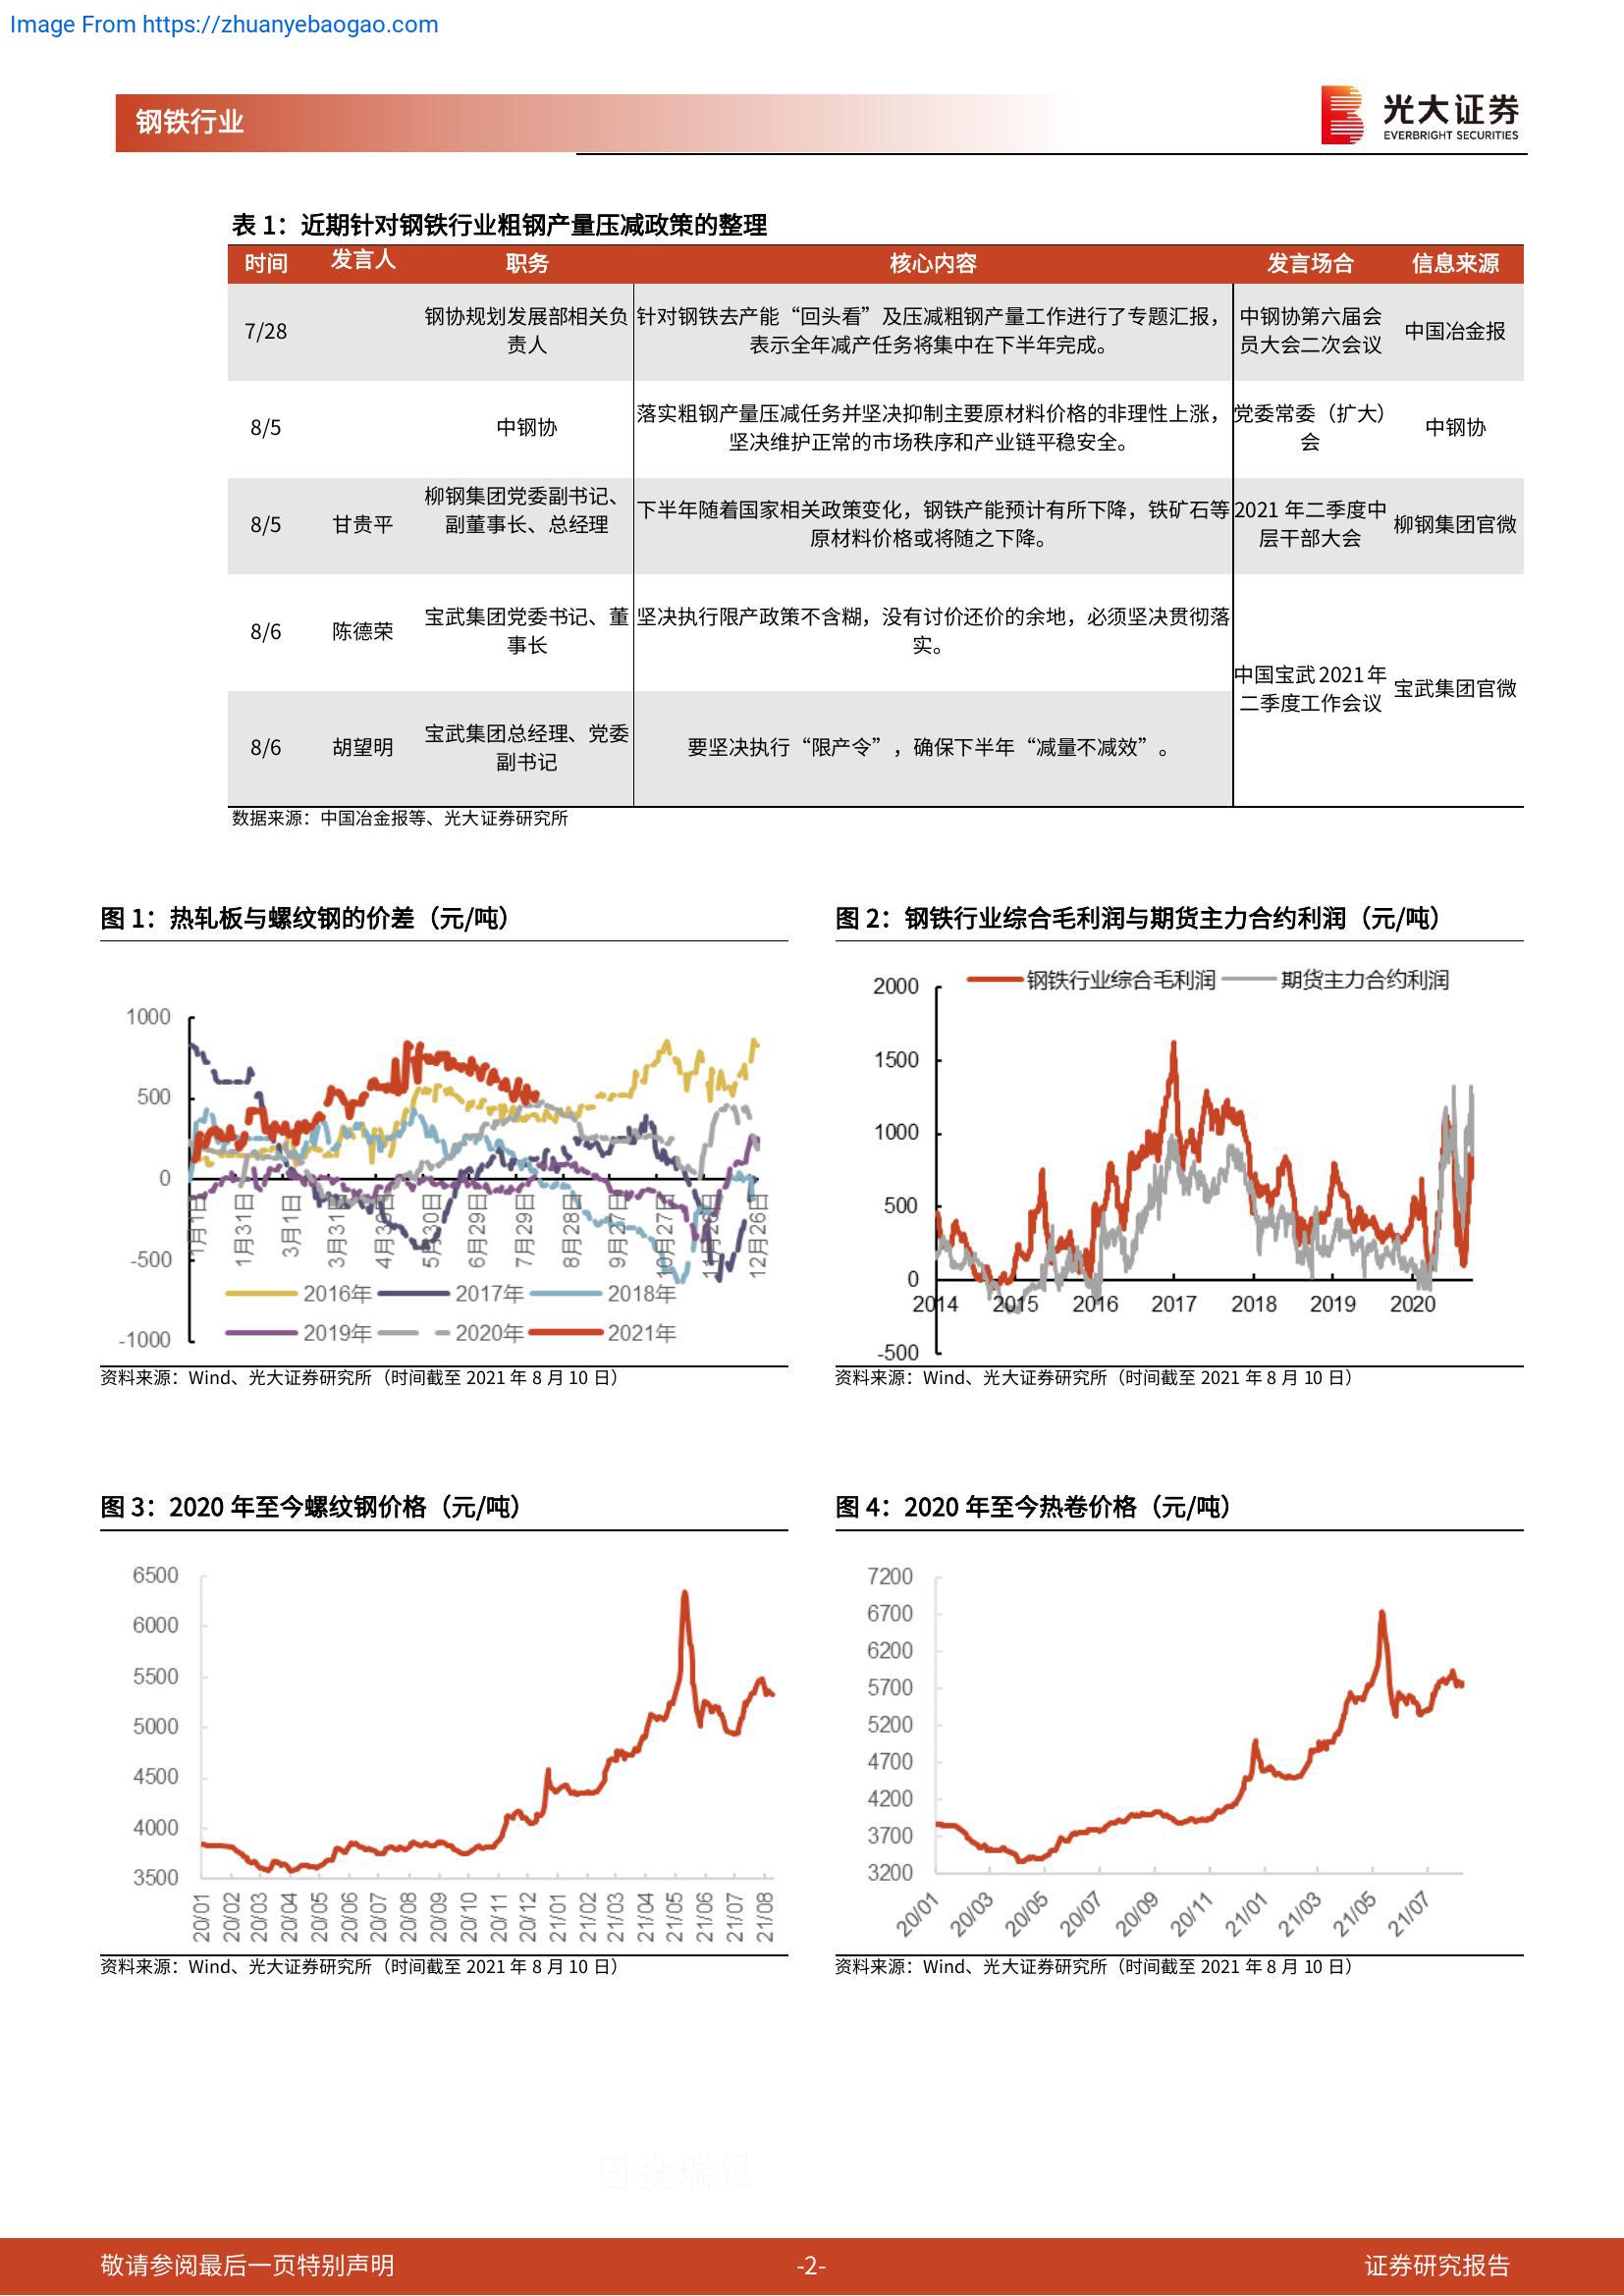 Image From https://zhuanyebaogao.com
钢铁行业
光大证券
EVERBRIGHT SECURITIES
表 1：近期针对钢铁行业粗钢产量压减政策的整理
时间 发言人 职务 核心内容 发言场合 信息来源
7/28
钢协规划发展部相关负
责人
针对钢铁去产能“回头看”及压减粗钢产量工作进行了专题汇报，
表示全年减产任务将集中在下半年完成。
中钢协第六届会
员大会二次会议
中国冶金报
8/5
中钢协
落实粗钢产量压减任务并坚决抑制主要原材料价格的非理性上涨，
坚决维护正常的市场秩序和产业链平稳安全。
党委常委（扩大）
会
中钢协
8/5
甘贵平
柳钢集团党委副书记、
副董事长、总经理
下半年随着国家相关政策变化，钢铁产能预计有所下降，铁矿石等
原材料价格或将随之下降。
2021 年二季度中
层干部大会
柳钢集团官微
8/6
陈德荣
宝武集团党委书记、董
事长
坚决执行限产政策不含糊，没有讨价还价的余地，必须坚决贯彻落
实。
中国宝武 2021 年
二季度工作会议
宝武集团官微
8/6
胡望明
宝武集团总经理、党委
副书记
要坚决执行“限产令”，确保下半年“减量不减效”。
数据来源：中国冶金报等、光大证券研究所
图 1：热轧板与螺纹钢的价差（元/吨）
1000
500
0
-500
-1000
1月1日
1月31日
3月1日
3月31日
4月30日
5月30日
6月29日
7月29日
8月28日
9月27日
10月27日
11月26日
12月26日
2016年 2017年 2018年
2019年 2020年 2021年
资料来源：Wind、光大证券研究所（时间截至 2021 年 8 月 10 日）
图 2：钢铁行业综合毛利润与期货主力合约利润（元/吨）
钢铁行业综合毛利润 期货主力合约利润
2000
1500
1000
500
0
-500
2014 2015 2016 2017 2018 2019 2020
资料来源：Wind、光大证券研究所（时间截至 2021 年 8 月 10 日）
图 3：2020 年至今螺纹钢价格（元/吨）
6500
6000
5500
5000
4500
4000
3500
20/01
20/02
20/03
20/04
20/05
20/06
20/07
20/08
20/09
20/10
20/11
20/12
21/01
21/02
21/03
21/04
21/05
21/06
21/07
21/08
资料来源：Wind、光大证券研究所（时间截至 2021 年 8 月 10 日）
图 4：2020 年至今热卷价格（元/吨）
7200
6700
6200
5700
5200
4700
4200
3700
3200
20/01
20/03
20/05
20/07
20/09
20/11
21/01
21/03
21/05
21/07
资料来源：Wind、光大证券研究所（时间截至 2021 年 8 月 10 日）
国投瑞银
敬请参阅最后一页特别声明
-2-
证券研究报告